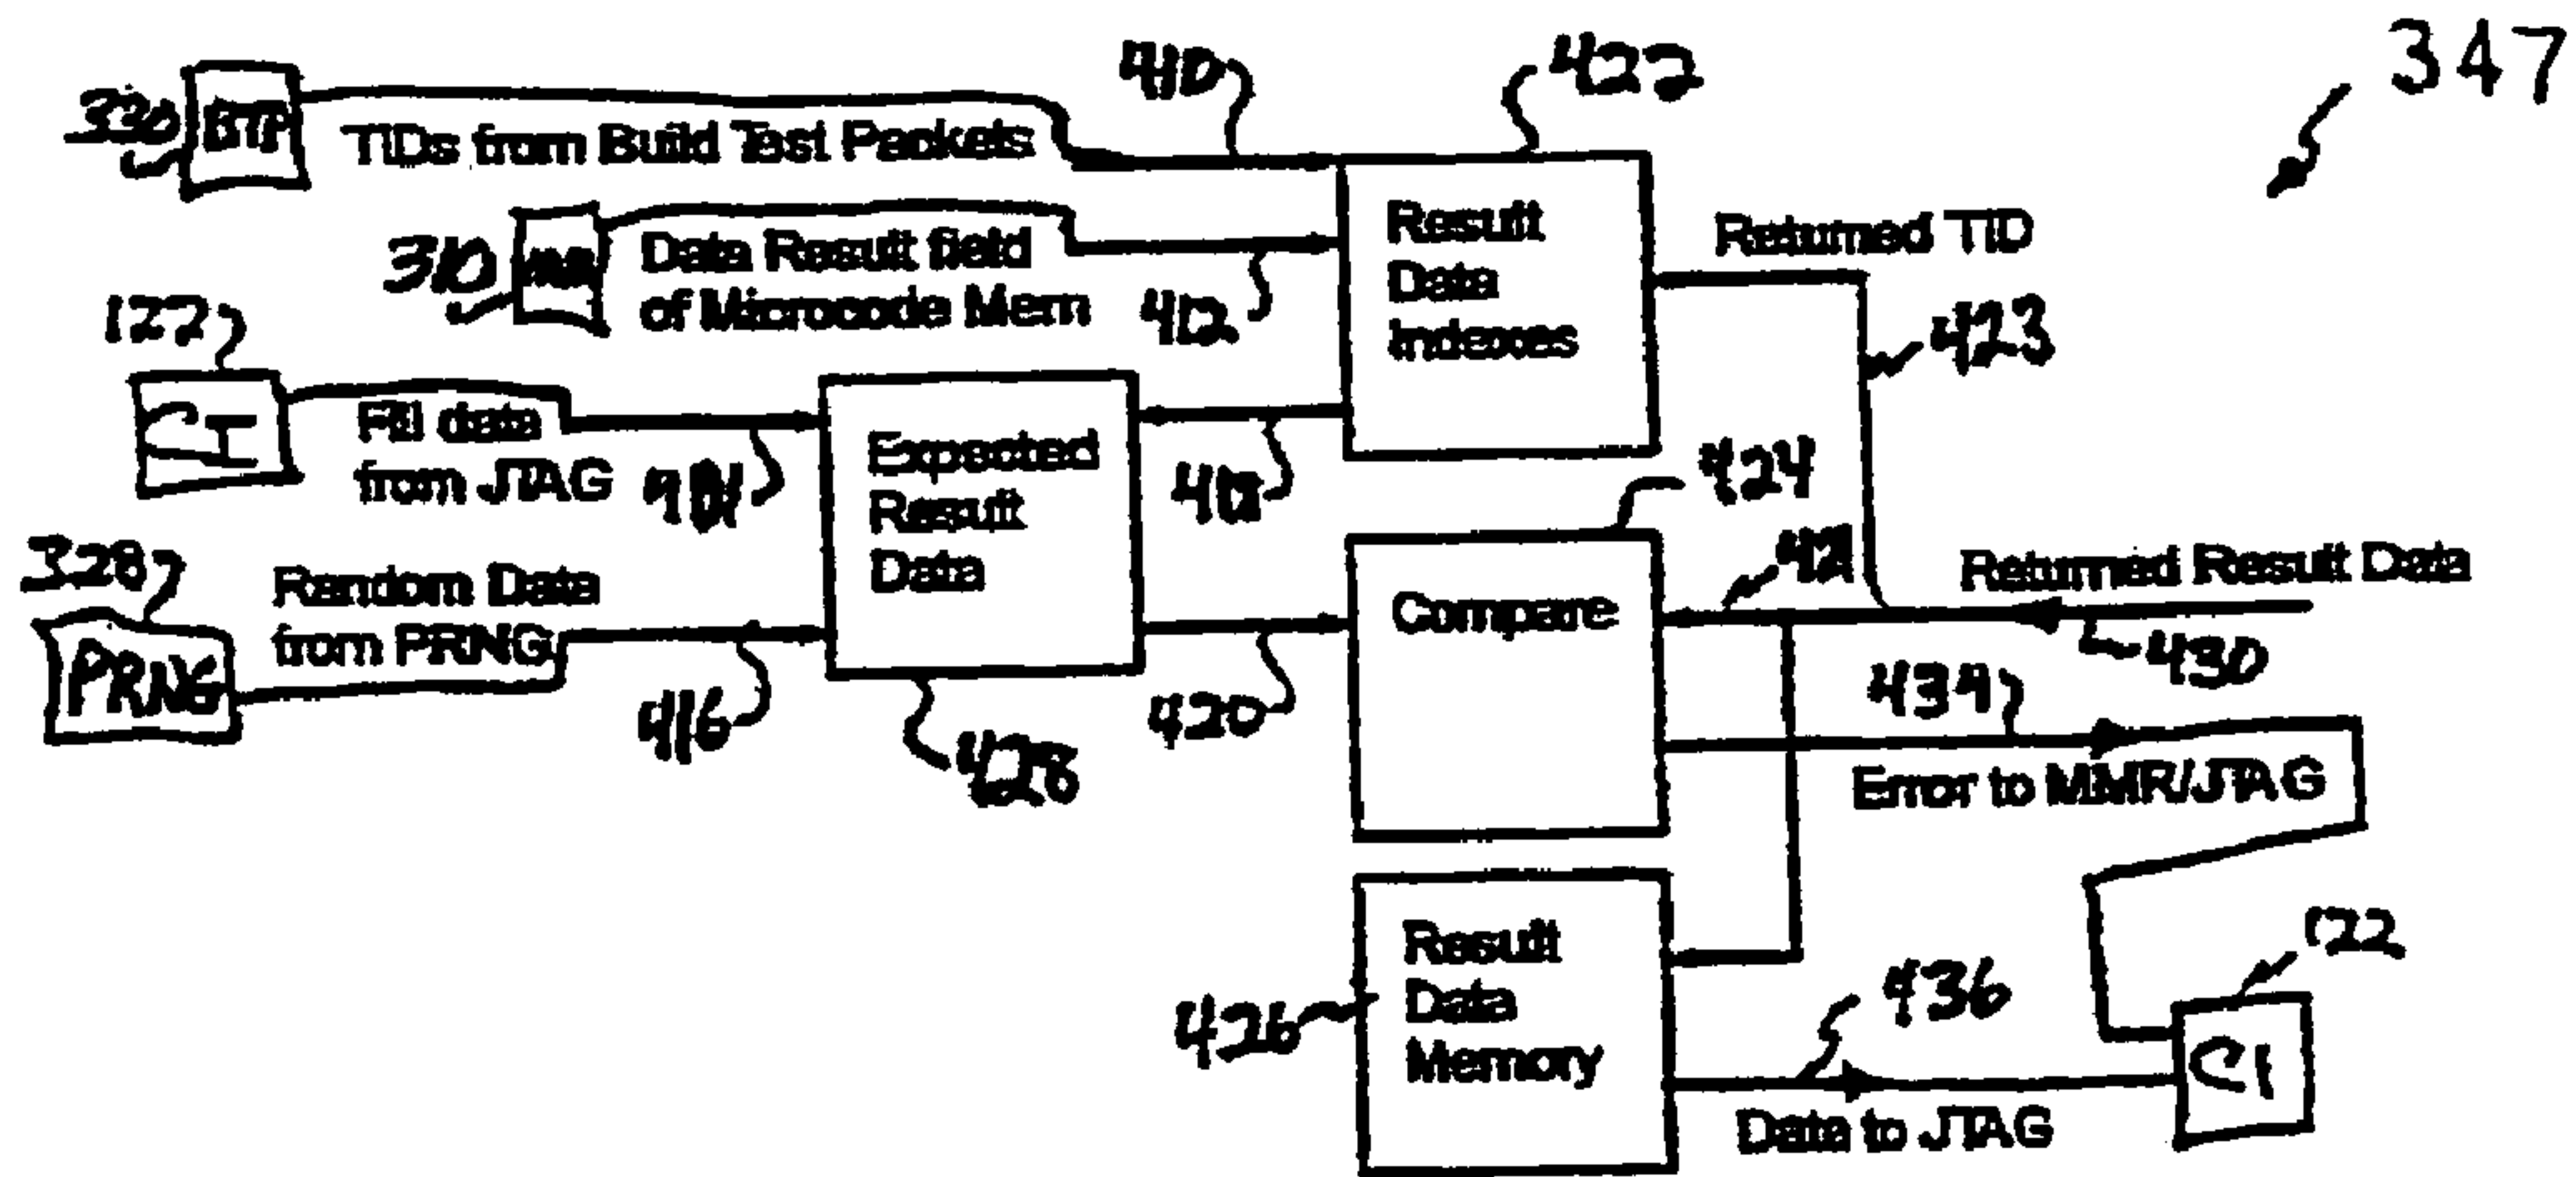 347
410
422
330
BTP
TIDs from Build Test Packets
310
Data Result field
of Microcode Mem
412
Result
Data
Indexes
Returned TID
423
122
CI
Fill data
from JTAG
Expected
Result
Data
424
328
PRNG
Random Data
from PRNG
416
428
420
Compare
Returned Result Data
430
434
Error to MMR/JTAG
426
Result
Data
Memory
436
Data to JTAG
122
CI